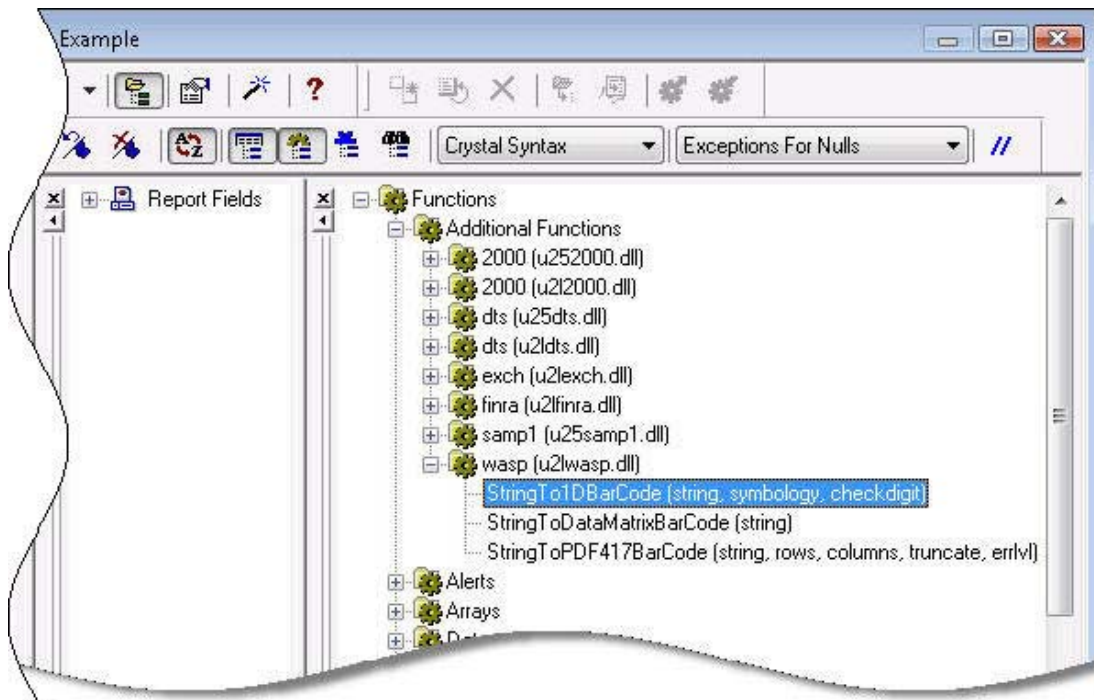 Example
?
A Z
Crystal Syntax
Exceptions For Nulls
//
Report Fields
Functions
Additional Functions
2000 (u252000.dll)
2000 (u2l2000.dll)
dts (u25dts.dll)
dts (u2ldts.dll)
exch (u2lexch.dll)
finra (u2lfinra.dll)
samp1 (u25samp1.dll)
wasp (u2lwasp.dll)
StringTo1DBarCode (string, symbology, checkdigit)
StringToDataMatrixBarCode (string)
StringToPDF417BarCode (string, rows, columns, truncate, errlvl)
Alerts
Arrays